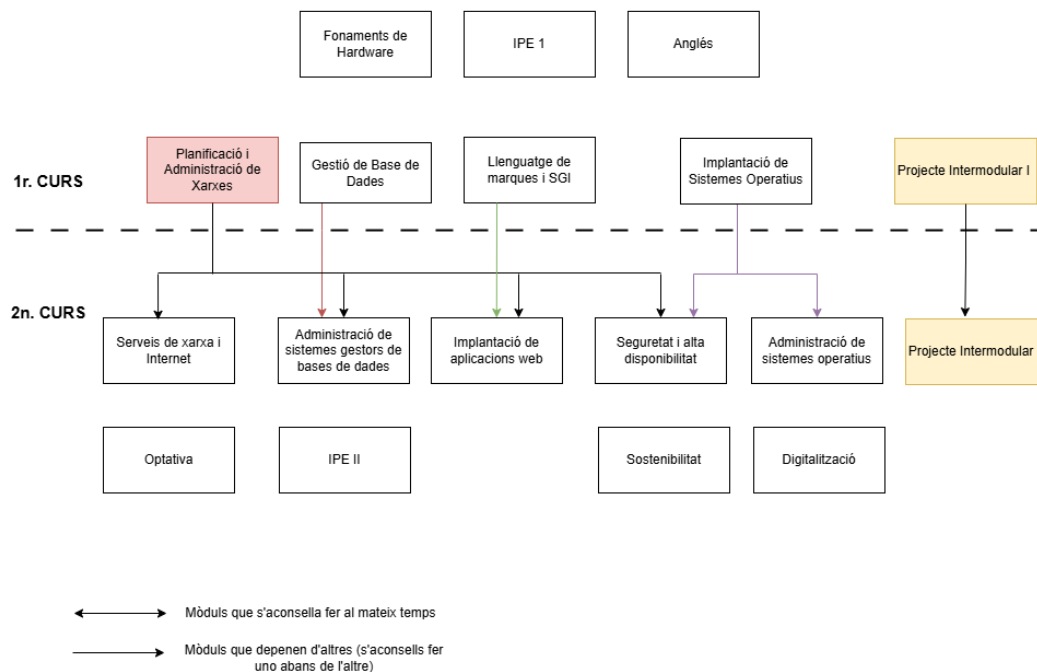 Fonaments de
Hardware
IPE 1
Anglés
1r. CURS
Planificació i
Administració de
Xarxes
Gestió de Base de
Dades
Llenguatge de
marques i SGI
Implantació de
Sistemes Operatius
Projecte Intermodular I
2n. CURS
Serveis de xarxa i
Internet
Administració de
sistemes gestors de
bases de dades
Implantació de
aplicacions web
Seguretat i alta
disponibilitat
Administració de
sistemes operatius
Projecte Intermodular
Optativa
IPE II
Sostenibilitat
Digitalització
Mòduls que s'aconsella fer al mateix temps
Mòduls que depenen d'altres (s'aconsells fer
uno abans de l'altre)